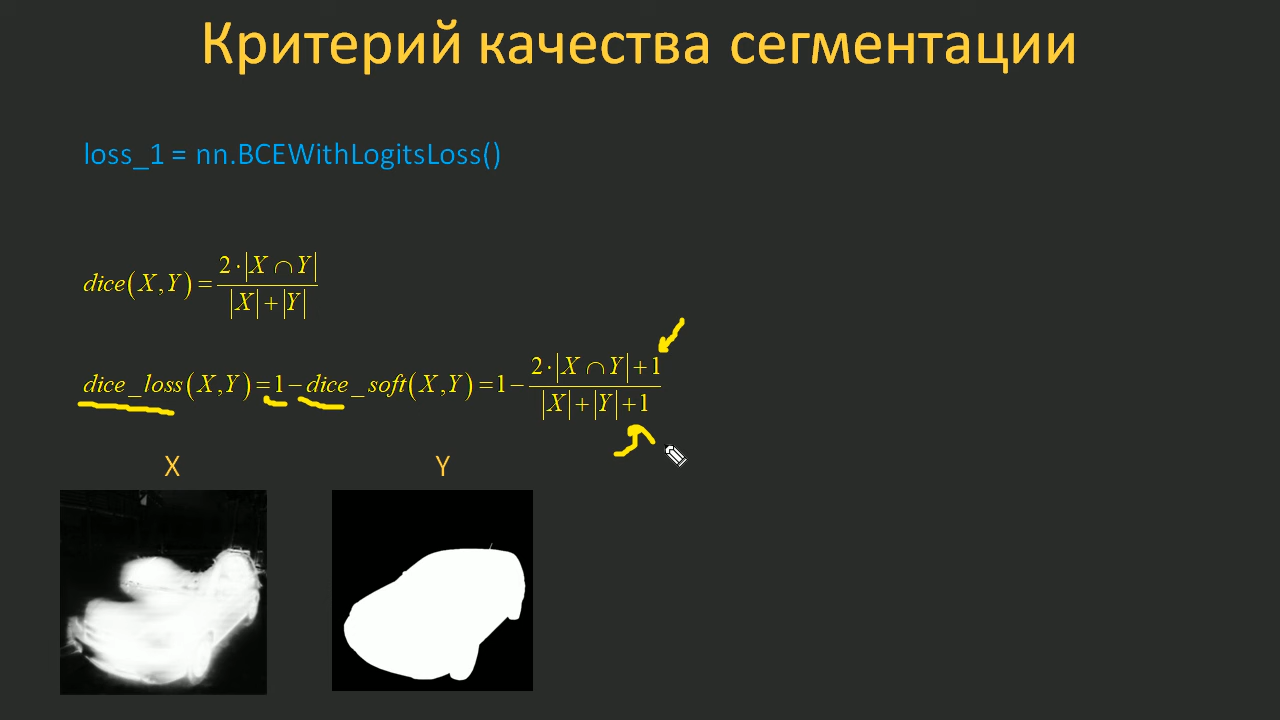 Критерий качества сегментации
loss_1 = nn.BCEWithLogitsLoss()
dice(X,Y) = 2·|X ∩ Y| / |X| + |Y|
dice_loss(X,Y) = 1 − dice_soft(X,Y) = 1 − 2·|X ∩ Y| + 1 / |X| + |Y| + 1
X Y